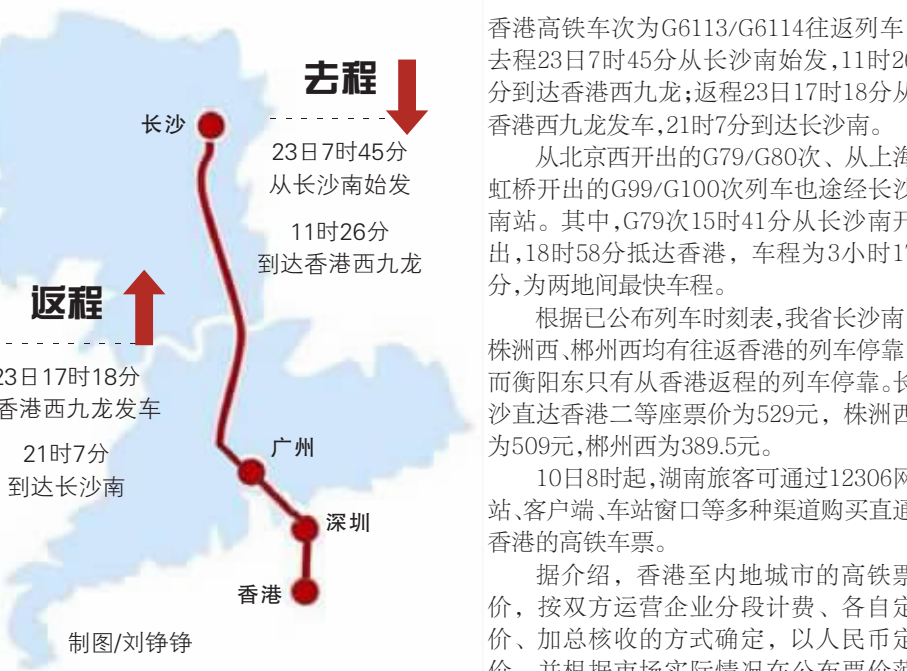 去程
长沙
23日7时45分
从长沙南始发
11时26分
到达香港西九龙
返程
23日17时18分
香港西九龙发车
21时7分
到达长沙南
广州
深圳
香港
制图/刘铮铮
香港高铁车次为G6113/G6114往返列车
去程23日7时45分从长沙南始发,11时26
分到达香港西九龙;返程23日17时18分从
香港西九龙发车,21时7分到达长沙南。
从北京西开出的G79/G80次、从上海
虹桥开出的G99/G100次列车也途经长沙
南站。其中,G79次15时41分从长沙南开
出,18时58分抵达香港，车程为3小时17
分,为两地间最快车程。
根据已公布列车时刻表,我省长沙南
株洲西、郴州西均有往返香港的列车停靠
而衡阳东只有从香港返程的列车停靠。长
沙直达香港二等座票价为529元，株洲西
为509元,郴州西为389.5元。
10日8时起,湖南旅客可通过12306网
站、客户端、车站窗口等多种渠道购买直通
香港的高铁车票。
据介绍，香港至内地城市的高铁票
价，按双方运营企业分段计费、各自定
价、加总核收的方式确定，以人民币定
价，并根据市场实际情况在公布票价范